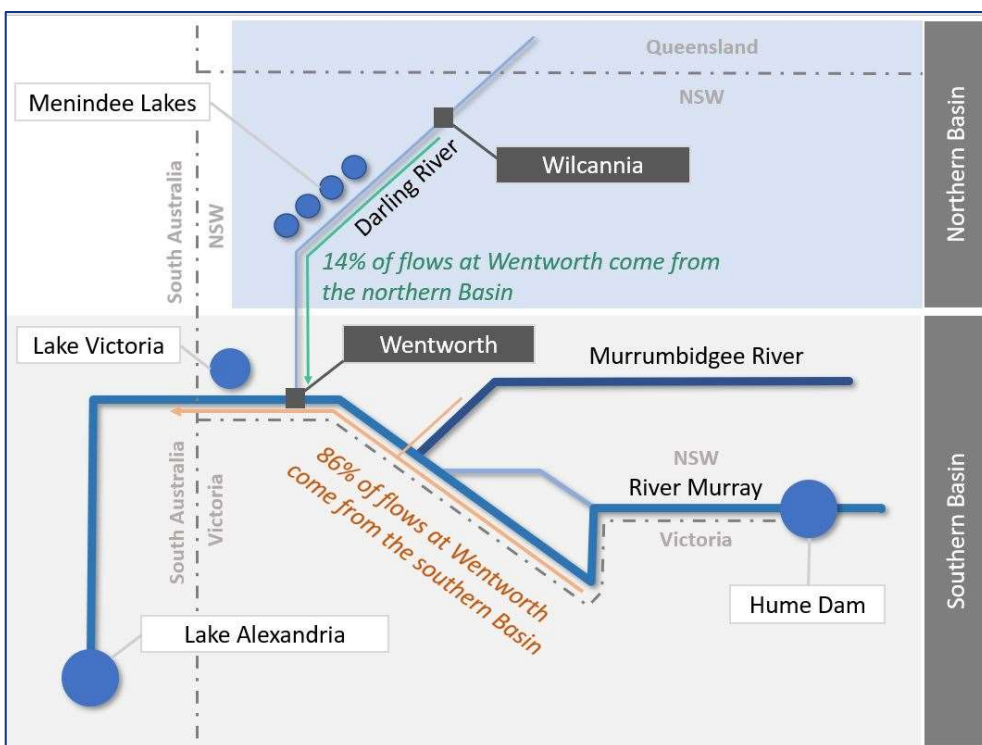 Queensland
NSW
Menindee Lakes
Wilcannia
Darling River
South Australia
NSW
14% of flows at Wentworth come from
the northern Basin
Northern Basin
Lake Victoria
Wentworth
Murrumbidgee River
86% of flows at Wentworth
come from the southern
Basin
NSW
River Murray
Victoria
South Australia
Victoria
Hume Dam
Lake Alexandria
Southern Basin